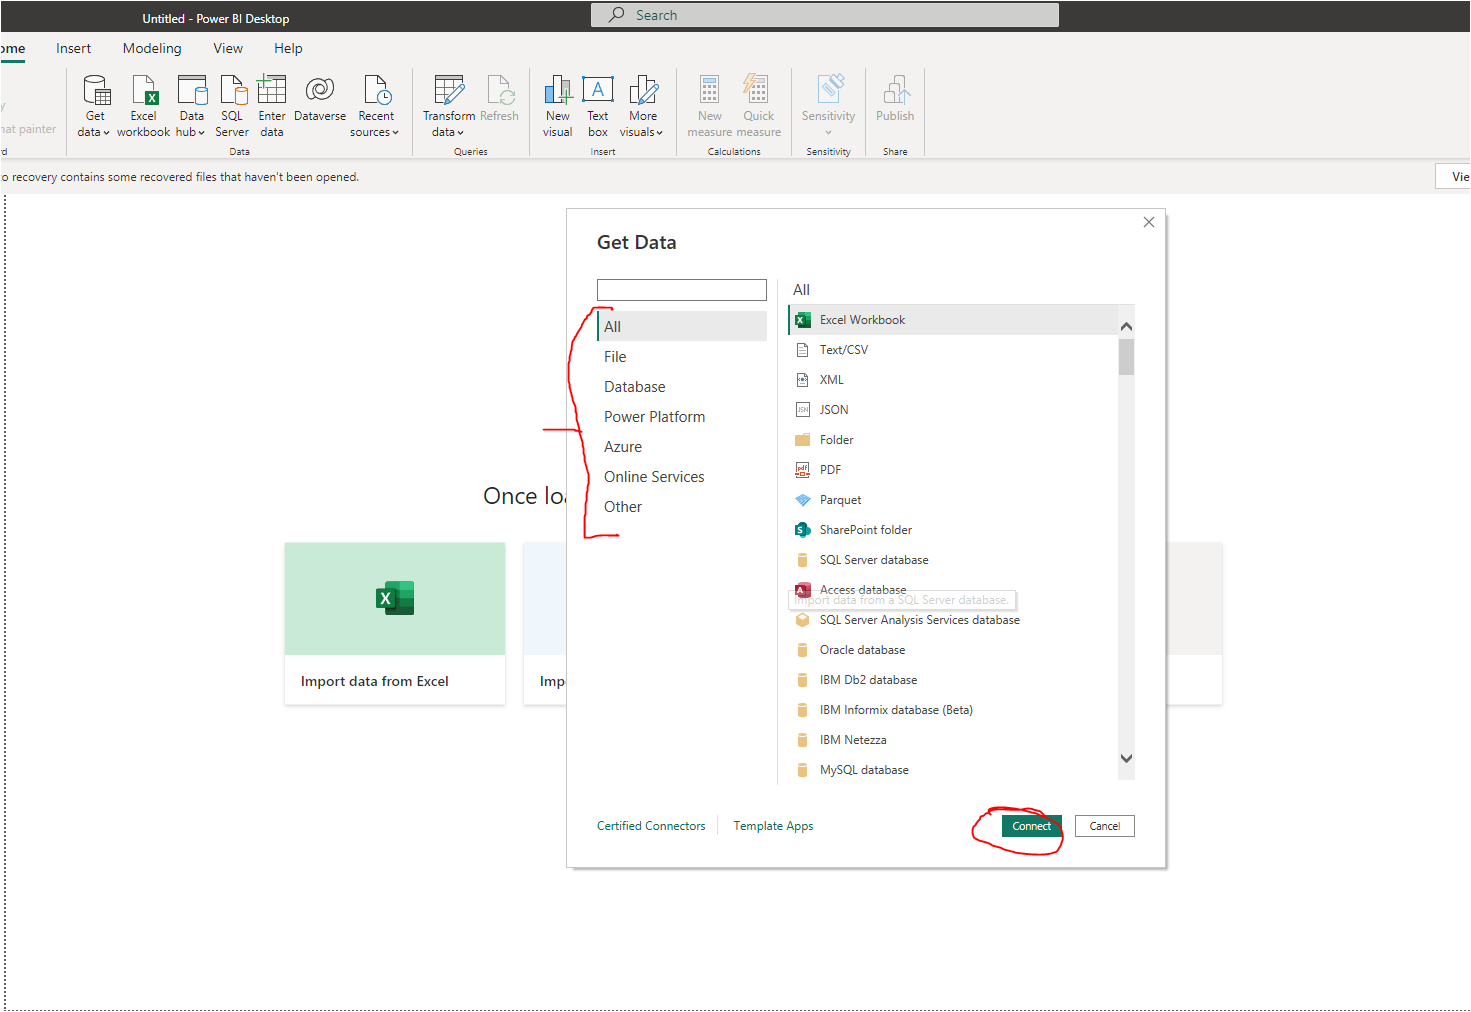 Untitled - Power BI Desktop
Search
ome
Insert
Modeling
View
Help
y
nat painter
rd
Get data
Excel workbook
Data hub
SQL Server
Enter data
Dataverse
Recent sources
Data
Transform data
Refresh
Queries
New visual
Text box
More visuals
Insert
New measure
Quick measure
Calculations
Sensitivity
Sensitivity
Publish
Share
o recovery contains some recovered files that haven't been opened.
Vie
Once loa
Import data from Excel
Imp
Get Data
All
File
Database
Power Platform
Azure
Online Services
Other
All
Excel Workbook
Text/CSV
XML
JSON
Folder
PDF
Parquet
SharePoint folder
SQL Server database
Access database
Import data from a SQL Server database.
SQL Server Analysis Services database
Oracle database
IBM Db2 database
IBM Informix database (Beta)
IBM Netezza
MySQL database
Certified Connectors
Template Apps
Connect
Cancel